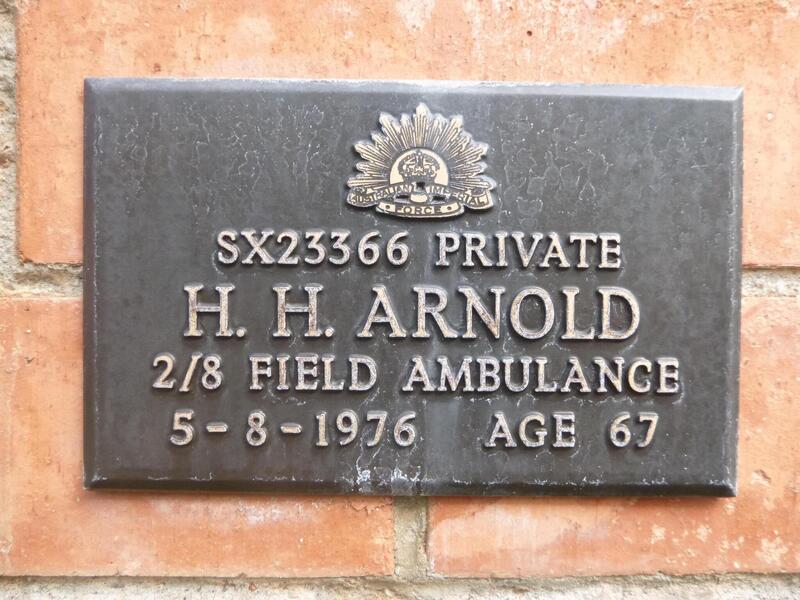 AUSTRALIAN IMPERIAL
FORCE
SX23366 PRIVATE
H. H. ARNOLD
2/8 FIELD AMBULANCE
5-8-1976 AGE 67